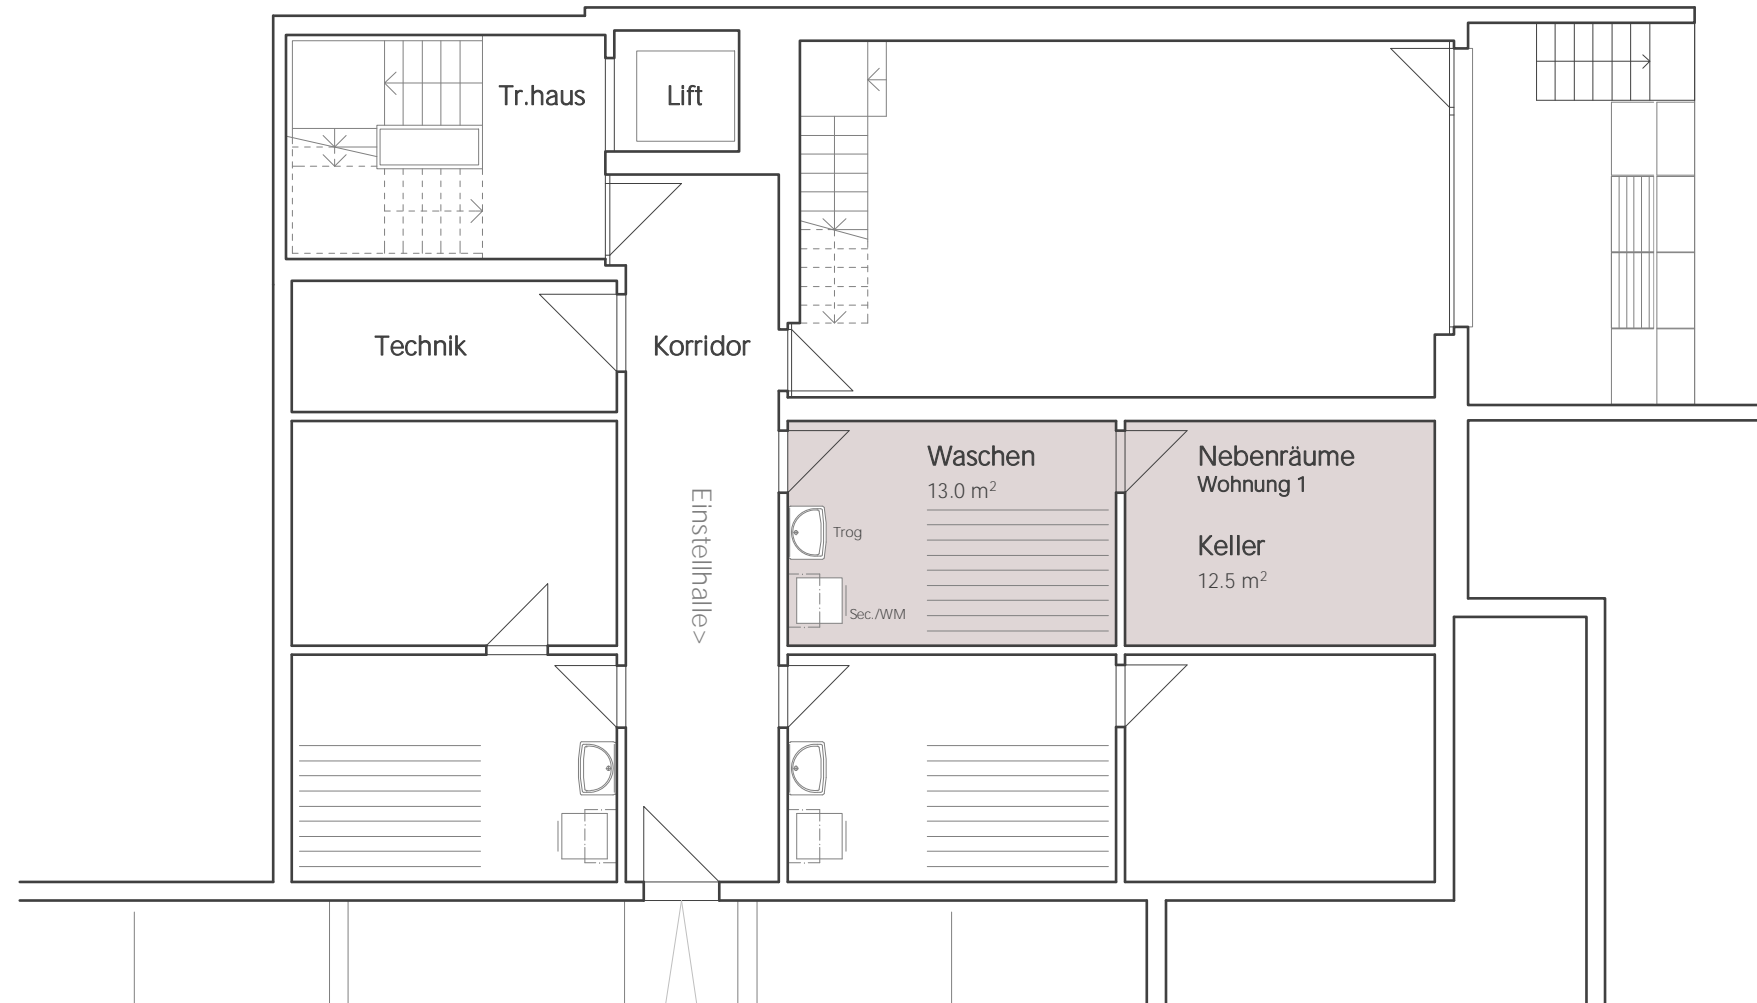 Tr.haus
Lift
Technik
Korridor
Einstellhalle>
Waschen
13.0 m²
Trog
Sec./WM
Nebenräume
Wohnung 1
Keller
12.5 m²